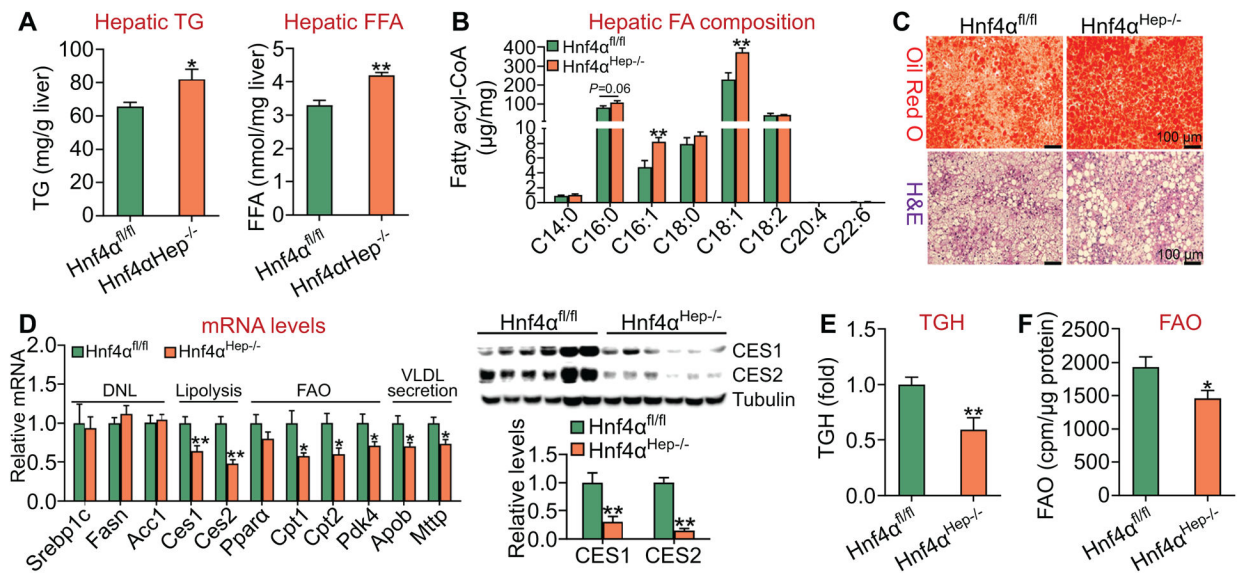 A
Hepatic TG
TG (mg/g liver)
100
80
60
40
20
0
*
Hnf4α^fl/fl
Hnf4αHep-/-
Hepatic FFA
FFA (nmol/mg liver)
5
4
3
2
1
0
**
Hnf4α^fl/fl
Hnf4αHep-/-
B
Hepatic FA composition
Fatty acyl-CoA
(µg/mg)
400
300
200
100
10
8
6
4
2
0
Hnf4α^fl/fl
Hnf4α^Hep-/-
P=0.06
**
**
C14:0
C16:0
C16:1
C18:0
C18:1
C18:2
C20:4
C22:6
C
Hnf4α^fl/fl
Hnf4α^Hep-/-
Oil Red O
100 µm
H&E
100 µm
D
mRNA levels
Relative mRNA
2.0
1.5
1.0
0.5
0.0
Hnf4α^fl/fl
Hnf4α^Hep-/-
DNL
Lipolysis
FAO
VLDL
secretion
**
**
*
*
*
*
*
Srebp1c
Fasn
Acc1
Ces1
Ces2
Pparα
Cpt1
Cpt2
Pdk4
Apob
Mttp
Hnf4α^fl/fl
Hnf4α^Hep-/-
CES1
CES2
Tubulin
Hnf4α^fl/fl
Hnf4α^Hep-/-
Relative levels
1.5
1.0
0.5
0.0
**
**
CES1
CES2
E
TGH
TGH (fold)
1.5
1.0
0.5
0.0
**
Hnf4α^fl/fl
Hnf4α^Hep-/-
F
FAO
FAO (cpm/µg protein)
2500
2000
1500
1000
500
0
*
Hnf4α^fl/fl
Hnf4α^Hep-/-